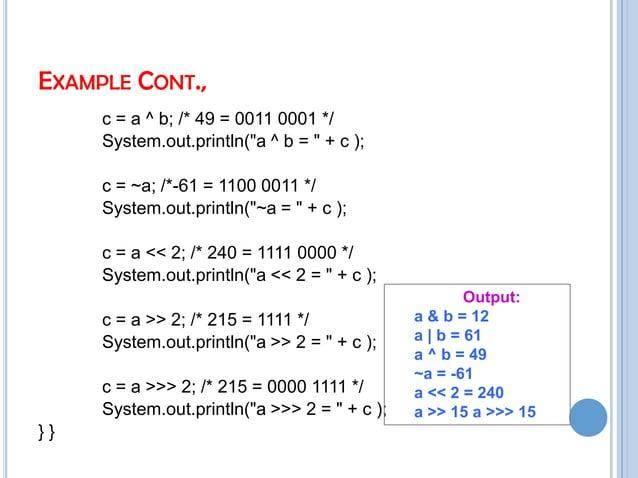 EXAMPLE CONT.,
c = a ^ b; /* 49 = 0011 0001 */
System.out.println("a ^ b = " + c );
c = ~a; /*-61 = 1100 0011 */
System.out.println("~a = " + c );
c = a << 2; /* 240 = 1111 0000 */
System.out.println("a << 2 = " + c );
c = a >> 2; /* 215 = 1111 */
System.out.println("a >> 2 = " + c );
c = a >>> 2; /* 215 = 0000 1111 */
System.out.println("a >>> 2 = " + c );
} }
Output:
a & b = 12
a | b = 61
a ^ b = 49
~a = -61
a << 2 = 240
a >> 15 a >>> 15